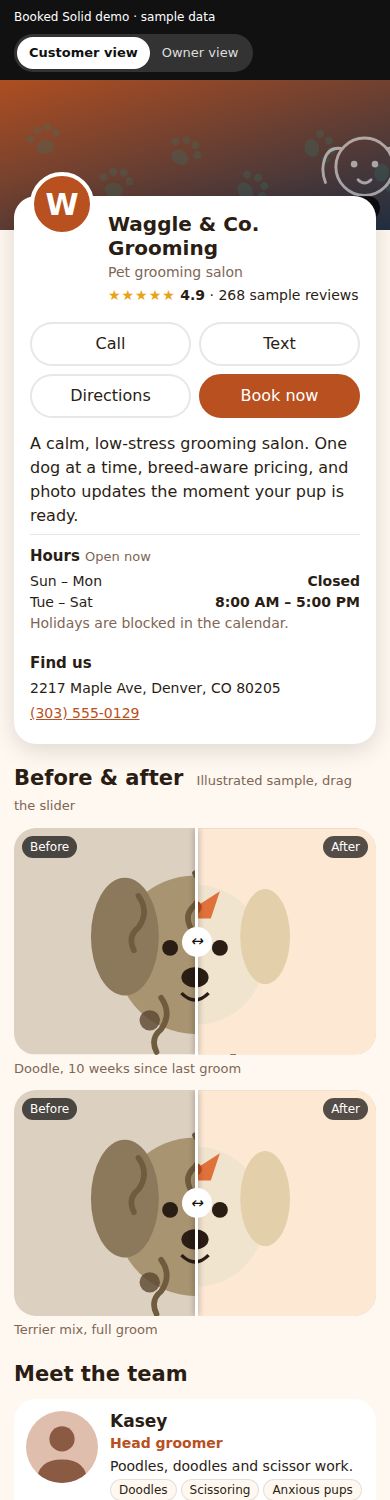 Booked Solid demo · sample data
Customer view Owner view
W
Waggle & Co.
Grooming
Pet grooming salon
★★★★★ 4.9 · 268 sample reviews
Call Text
Directions Book now
A calm, low-stress grooming salon. One
dog at a time, breed-aware pricing, and
photo updates the moment your pup is
ready.
Hours Open now
Sun – Mon Closed
Tue – Sat 8:00 AM – 5:00 PM
Holidays are blocked in the calendar.
Find us
2217 Maple Ave, Denver, CO 80205
(303) 555-0129
Before & after Illustrated sample, drag
the slider
Before After
Doodle, 10 weeks since last groom
Before After
Terrier mix, full groom
Meet the team
Kasey
Head groomer
Poodles, doodles and scissor work.
Doodles Scissoring Anxious pups